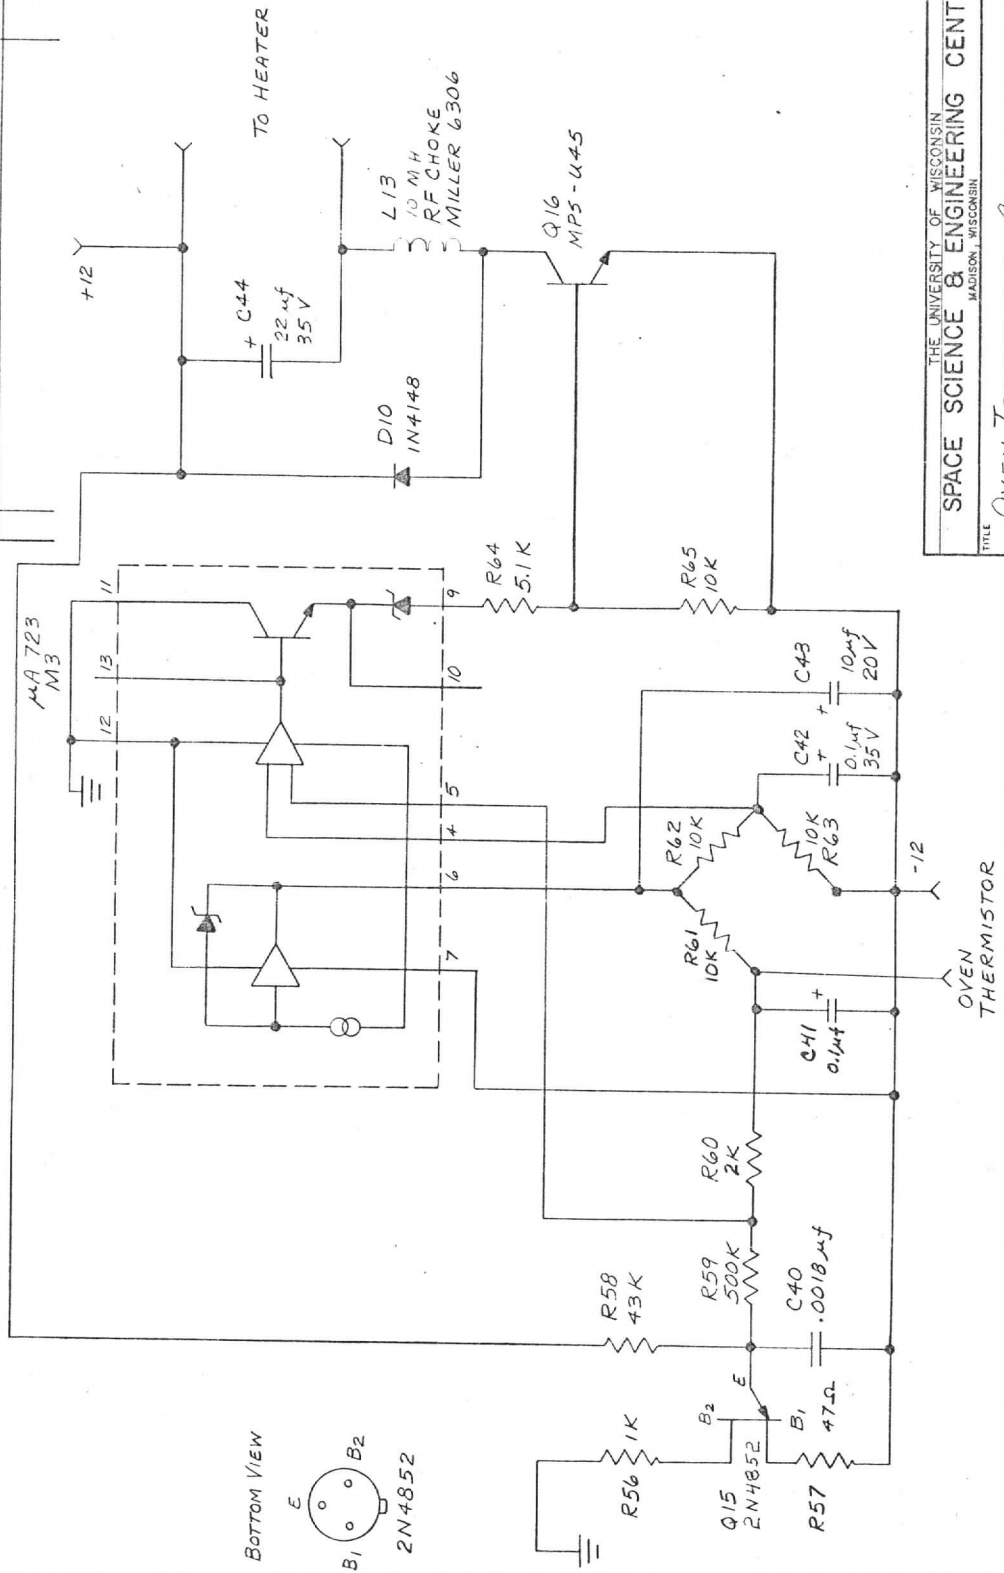 +12
TO HEATER
+ C44
22 uf
35 V
L13
10 MH
RF CHOKE
MILLER 6306
D10
1N4148
Q16
MPS-U45
µA 723
M3
11
13
12
9
10
5
4
6
7
R64
5.1K
R65
10K
C43
+
10µf
20V
C42
+
0.1µf
35V
R62
10K
10K
R63
R61
10K
C41
+
0.1µf
-12
OVEN
THERMISTOR
R60
2K
R59
500K
R58
43K
C40
.0018µf
BOTTOM VIEW
E
B1
B2
2N4852
R56
1K
B2
E
B1
Q15
2N4852
R57
47Ω
THE UNIVERSITY OF WISCONSIN
SPACE SCIENCE & ENGINEERING CENT
MADISON, WISCONSIN
TITLE
OVEN